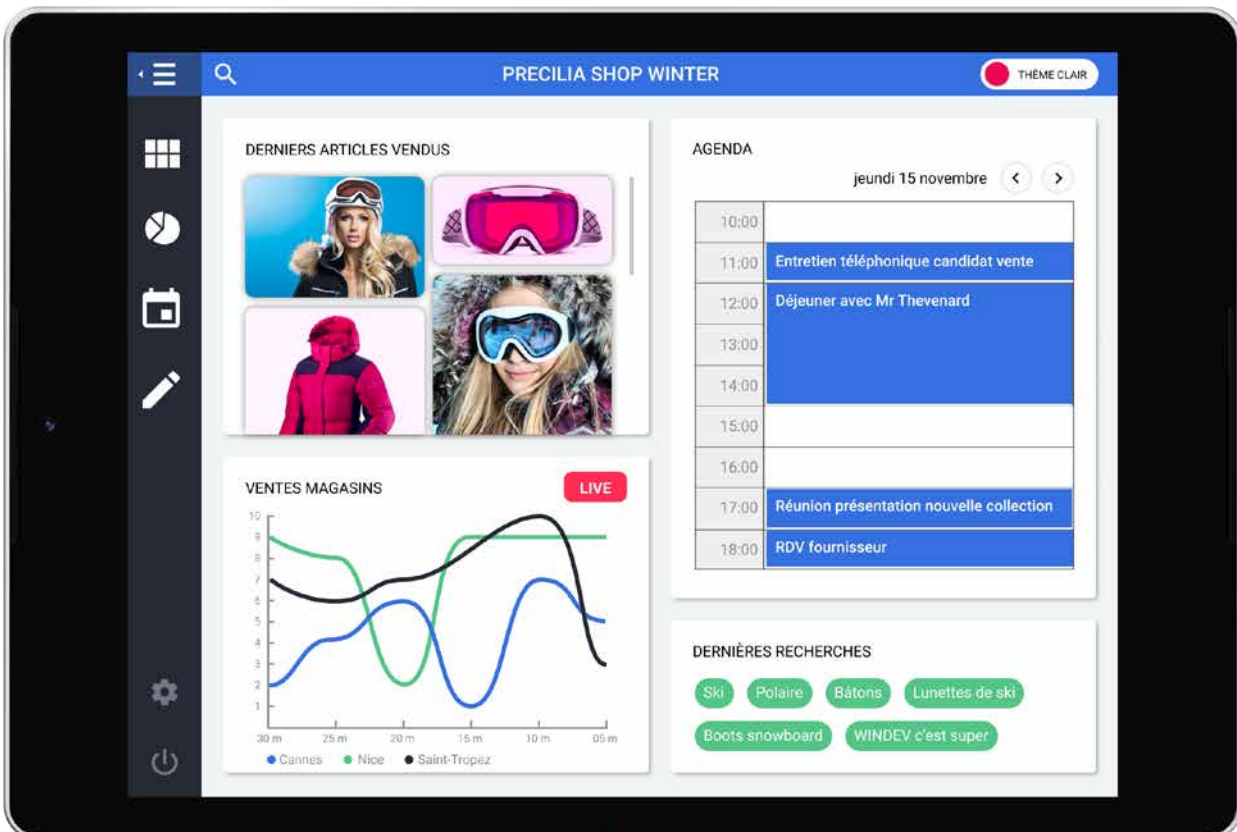 PRECILIA SHOP WINTER
THÈME CLAIR
DERNIERS ARTICLES VENDUS
AGENDA
jeundi 15 novembre
10:00
11:00 Entretien téléphonique candidat vente
12:00 Déjeuner avec Mr Thevenard
13:00
14:00
15:00
16:00
17:00 Réunion présentation nouvelle collection
18:00 RDV fournisseur
VENTES MAGASINS
LIVE
10
9
8
7
6
5
4
3
2
1
30 m 25 m 20 m 15 m 10 m 05 m
Cannes Nice Saint-Tropez
DERNIÈRES RECHERCHES
Ski Polaire Bâtons Lunettes de ski
Boots snowboard WINDEV c'est super